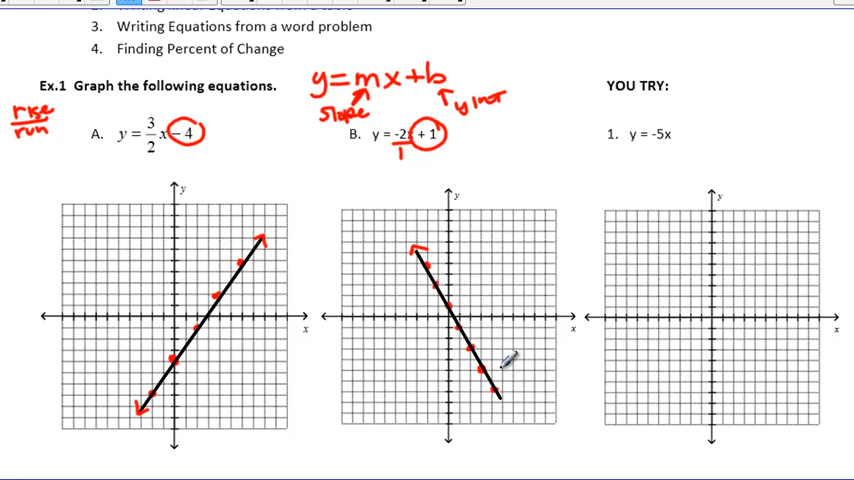 3. Writing Equations from a word problem
4. Finding Percent of Change
Ex.1 Graph the following equations.
y=mx+b
YOU TRY:
slope
y int
rise
run
A. y = 3/2 x − 4
B. y = -2x + 1
1
1. y = -5x
y
y
y
x
x
x